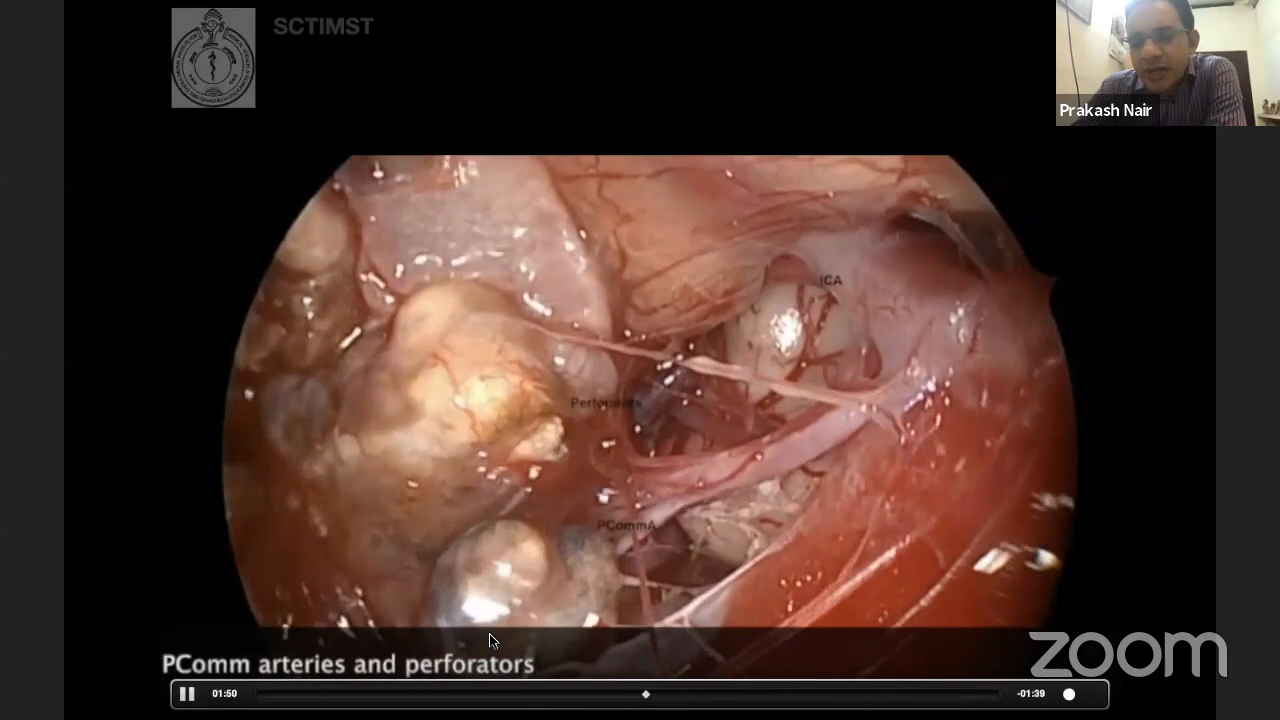 SCTIMST
Prakash Nair
ICA
Perforators
PCommA
PComm arteries and perforators
01:50
-01:39
zoom